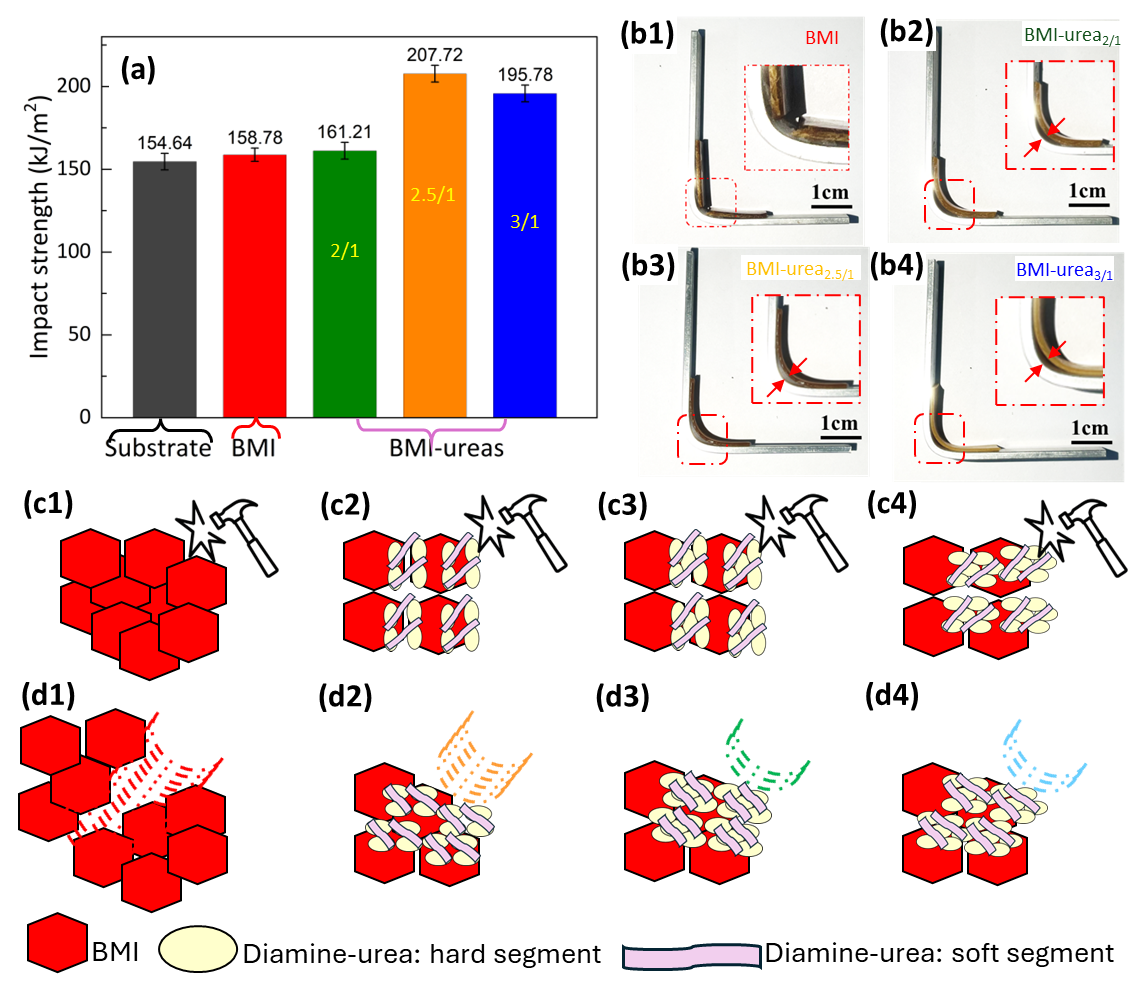 (a)
Impact strength (kJ/m²)
200
150
100
50
0
154.64
158.78
161.21
207.72
195.78
2/1
2.5/1
3/1
Substrate
BMI
BMI-ureas
(b1)
BMI
1cm
(b2)
BMI-urea2/1
1cm
(b3)
BMI-urea2.5/1
1cm
(b4)
BMI-urea3/1
1cm
(c1)
(c2)
(c3)
(c4)
(d1)
(d2)
(d3)
(d4)
BMI
Diamine-urea: hard segment
Diamine-urea: soft segment